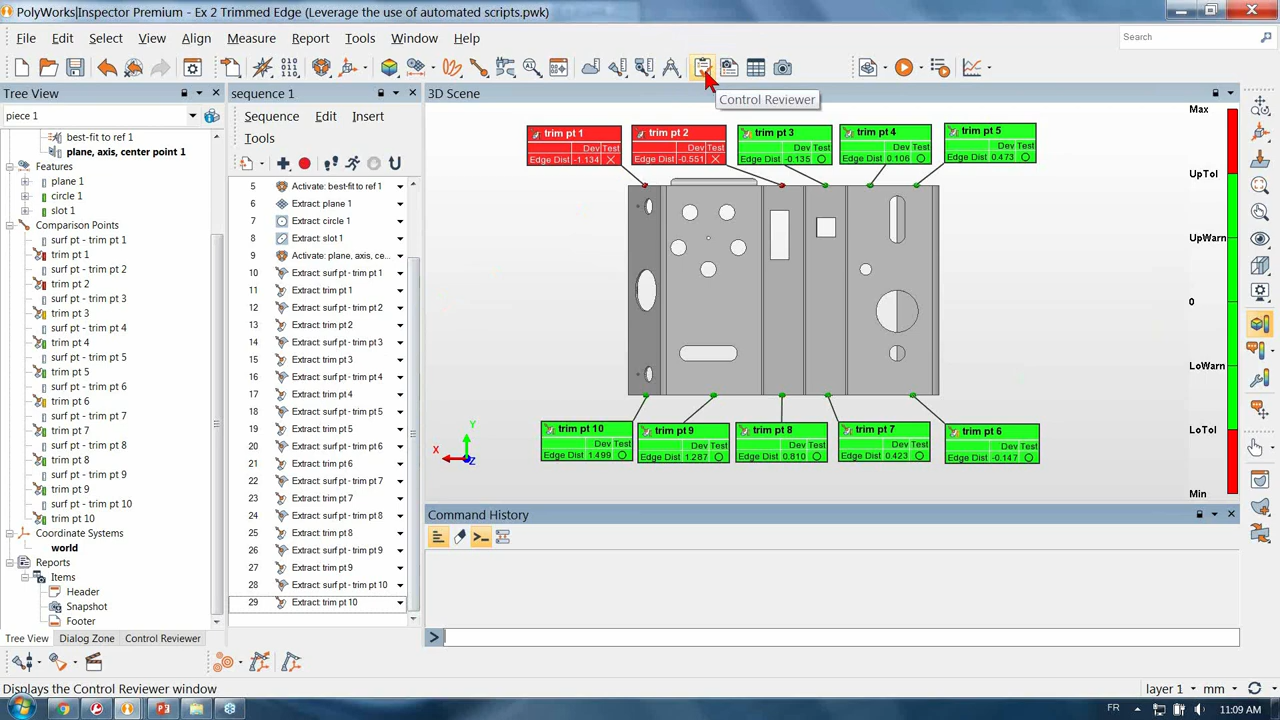 PolyWorks|Inspector Premium - Ex 2 Trimmed Edge (Leverage the use of automated scripts.pwk)
File Edit Select View Align Measure Report Tools Window Help
Search
Control Reviewer
Tree View
piece 1
best-fit to ref 1
plane, axis, center point 1
Features
plane 1
circle 1
slot 1
Comparison Points
surf pt - trim pt 1
trim pt 1
surf pt - trim pt 2
trim pt 2
surf pt - trim pt 3
trim pt 3
surf pt - trim pt 4
trim pt 4
surf pt - trim pt 5
trim pt 5
surf pt - trim pt 6
trim pt 6
surf pt - trim pt 7
trim pt 7
surf pt - trim pt 8
trim pt 8
surf pt - trim pt 9
trim pt 9
surf pt - trim pt 10
trim pt 10
Coordinate Systems
world
Reports
Items
Header
Snapshot
Footer
Tree View Dialog Zone Control Reviewer
sequence 1
Sequence Edit Insert
Tools
5 Activate: best-fit to ref 1
6 Extract: plane 1
7 Extract: circle 1
8 Extract: slot 1
9 Activate: plane, axis, ce...
10 Extract: surf pt - trim pt 1
11 Extract: trim pt 1
12 Extract: surf pt - trim pt 2
13 Extract: trim pt 2
14 Extract: surf pt - trim pt 3
15 Extract: trim pt 3
16 Extract: surf pt - trim pt 4
17 Extract: trim pt 4
18 Extract: surf pt - trim pt 5
19 Extract: trim pt 5
20 Extract: surf pt - trim pt 6
21 Extract: trim pt 6
22 Extract: surf pt - trim pt 7
23 Extract: trim pt 7
24 Extract: surf pt - trim pt 8
25 Extract: trim pt 8
26 Extract: surf pt - trim pt 9
27 Extract: trim pt 9
28 Extract: surf pt - trim pt 10
29 Extract: trim pt 10
3D Scene
trim pt 1
Dev Test
Edge Dist -1.134
trim pt 2
Dev Test
Edge Dist -0.551
trim pt 3
Dev Test
Edge Dist -0.135
trim pt 4
Dev Test
Edge Dist 0.106
trim pt 5
Dev Test
Edge Dist 0.473
trim pt 10
Dev Test
Edge Dist 1.499
trim pt 9
Dev Test
Edge Dist 1.287
trim pt 8
Dev Test
Edge Dist 0.810
trim pt 7
Dev Test
Edge Dist 0.423
trim pt 6
Dev Test
Edge Dist -0.147
Y
X
Z
Max
UpTol
UpWarn
0
LoWarn
LoTol
Min
Command History
>
Displays the Control Reviewer window
layer 1 mm
FR
11:09 AM